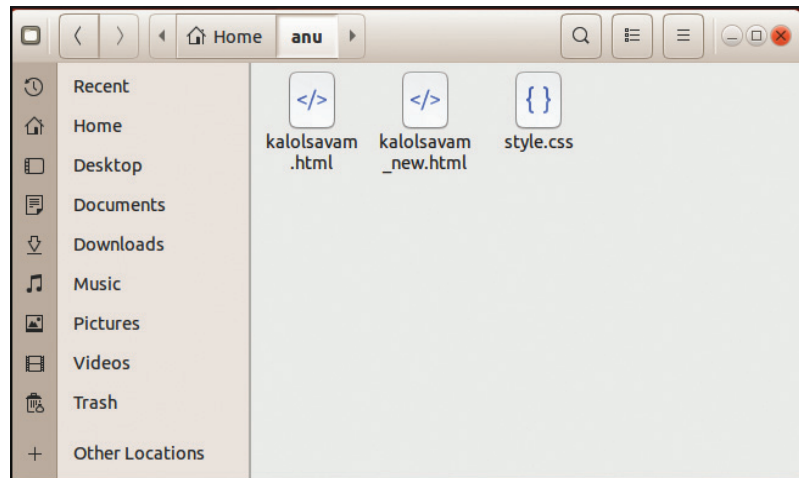 Home
anu
Recent
Home
Desktop
Documents
Downloads
Music
Pictures
Videos
Trash
Other Locations
</>
kalolsavam
.html
</>
kalolsavam
_new.html
{ }
style.css